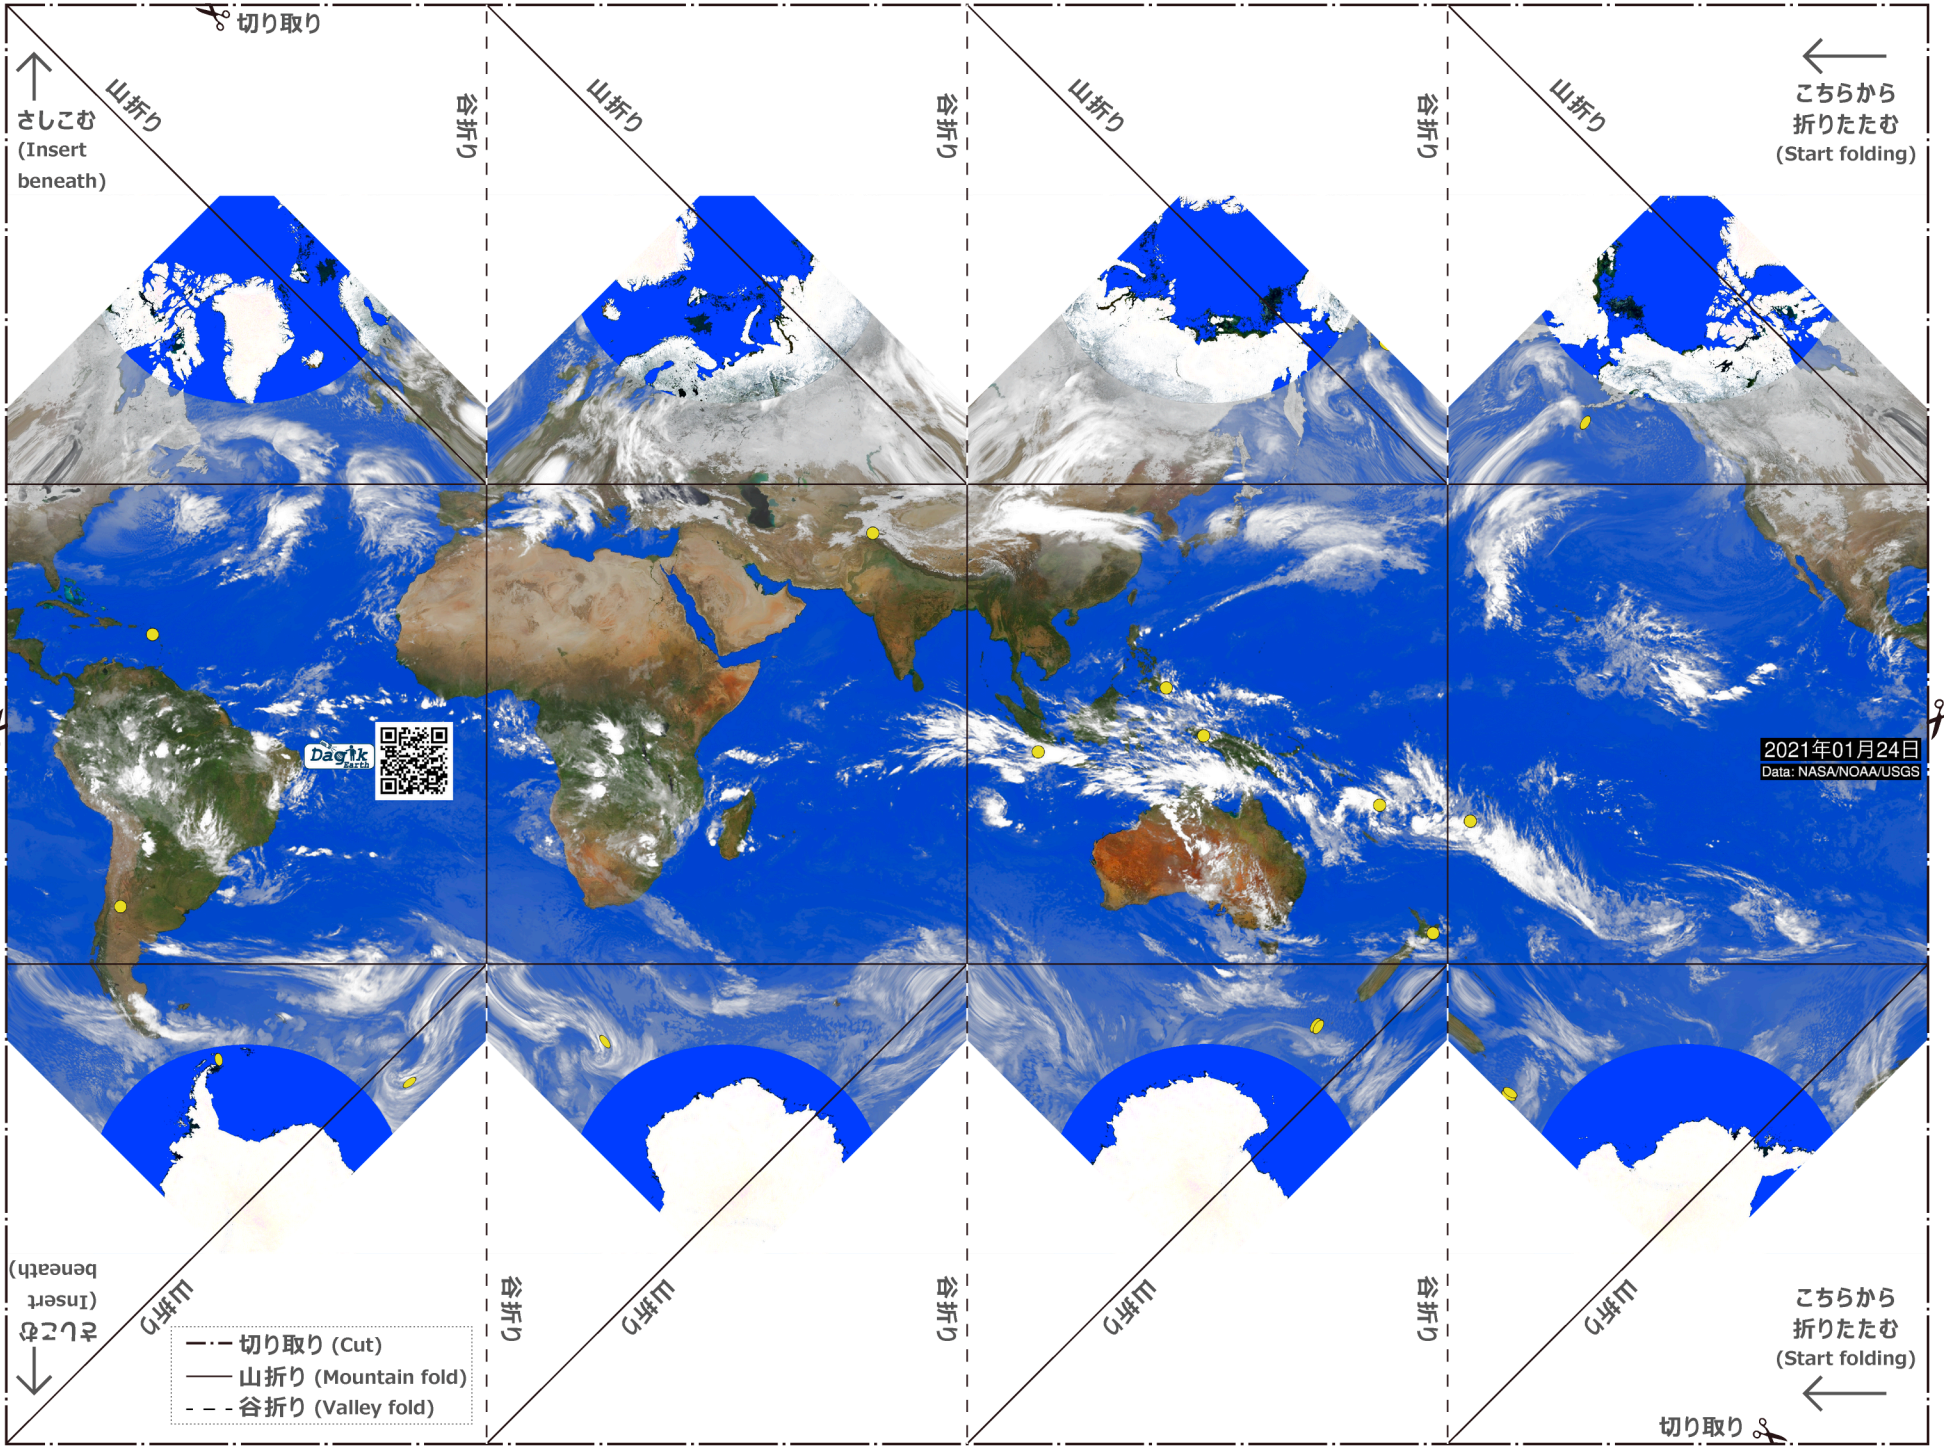 切り取り
山折り
谷折り
山折り
谷折り
山折り
谷折り
山折り
さしこむ
(Insert
beneath)
こちらから
折りたたむ
(Start folding)
Dagik
Earth
2021年01月24日
Data: NASA/NOAA/USGS
さしこむ
(Insert
beneath)
山折り
谷折り
山折り
谷折り
山折り
谷折り
山折り
切り取り (Cut)
山折り (Mountain fold)
谷折り (Valley fold)
こちらから
折りたたむ
(Start folding)
切り取り